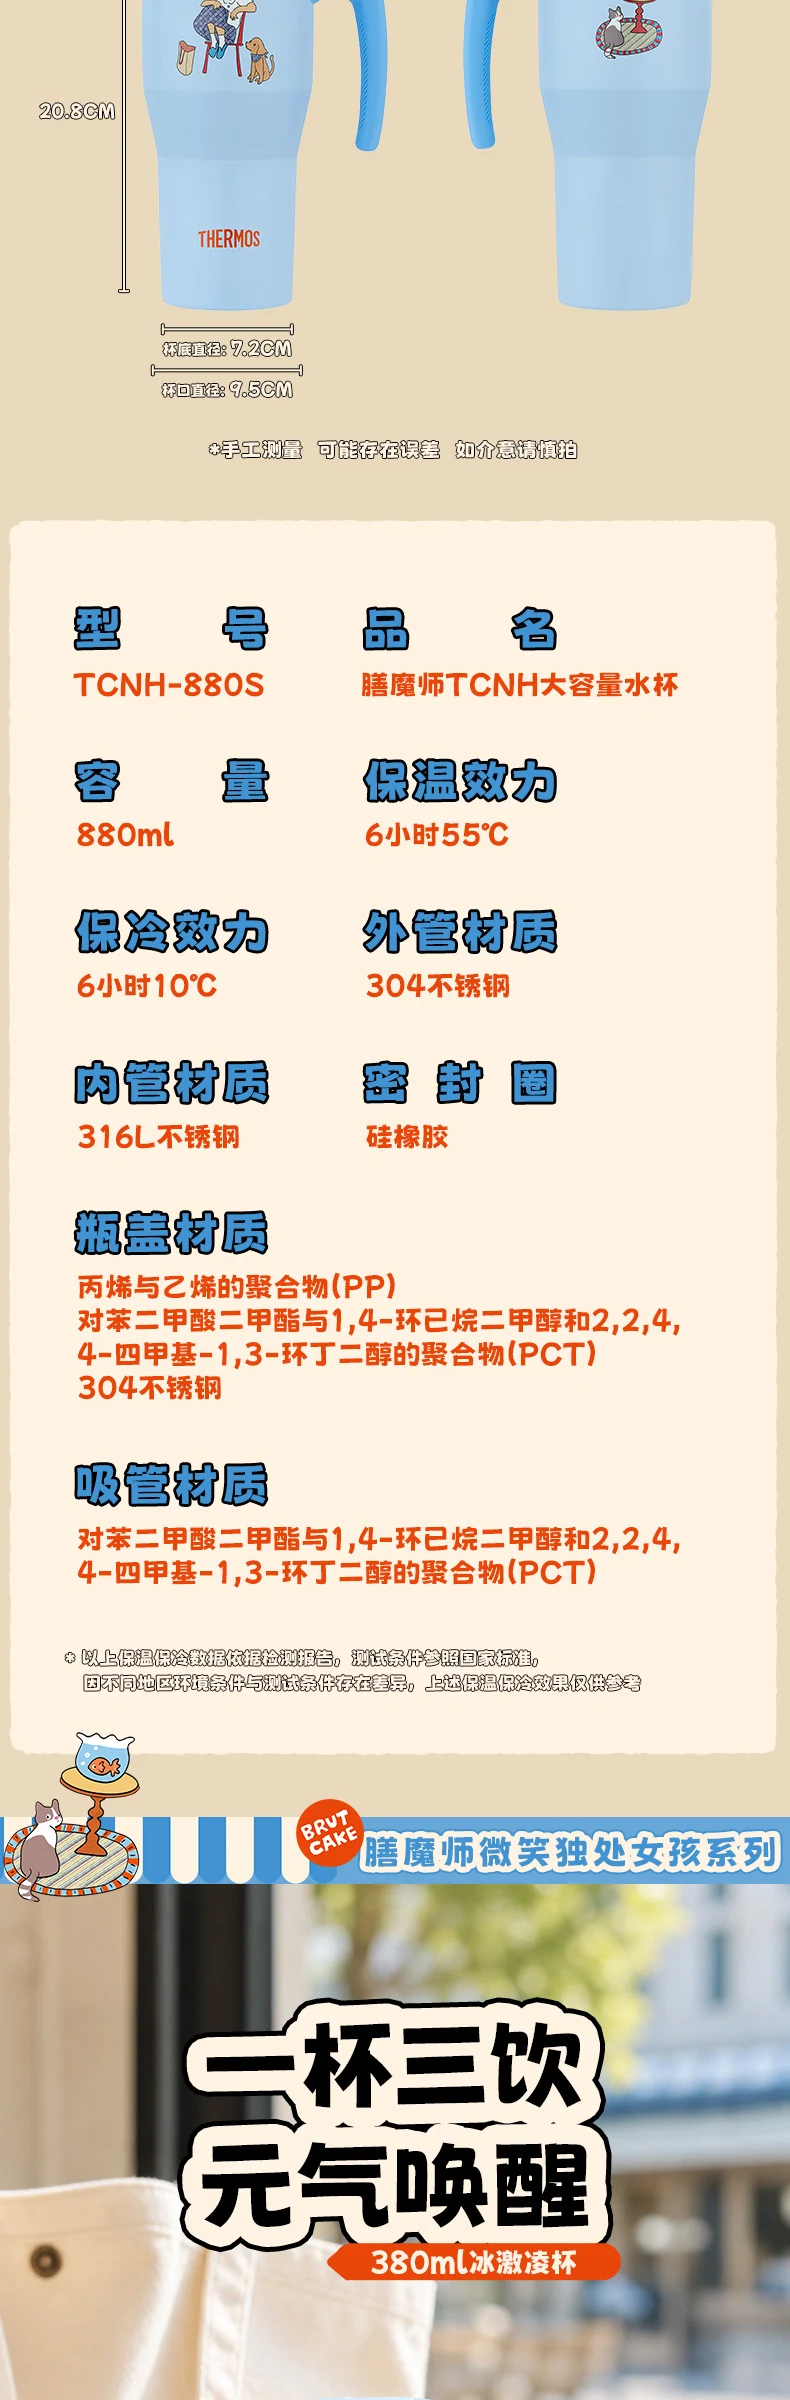 20.8CM
THERMOS
杯底直径:7.2CM
杯口直径:9.5CM
*手工测量 可能存在误差 如介意请慎拍
型 号
品 名
TCNH-880S
膳魔师TCNH大容量水杯
容 量
保温效力
880ml
6小时55℃
保冷效力
外管材质
6小时10℃
304不锈钢
内管材质
密 封 圈
316L不锈钢
硅橡胶
瓶盖材质
丙烯与乙烯的聚合物(PP)
对苯二甲酸二甲酯与1,4-环己烷二甲醇和2,2,4,
4-四甲基-1,3-环丁二醇的聚合物(PCT)
304不锈钢
吸管材质
对苯二甲酸二甲酯与1,4-环己烷二甲醇和2,2,4,
4-四甲基-1,3-环丁二醇的聚合物(PCT)
* 以上保温保冷数据依据检测报告，测试条件参照国家标准，
因不同地区环境条件与测试条件存在差异，上述保温保冷效果仅供参考
BRUT
CAKE
膳魔师微笑独处女孩系列
一杯三饮
元气唤醒
380ml冰激凌杯